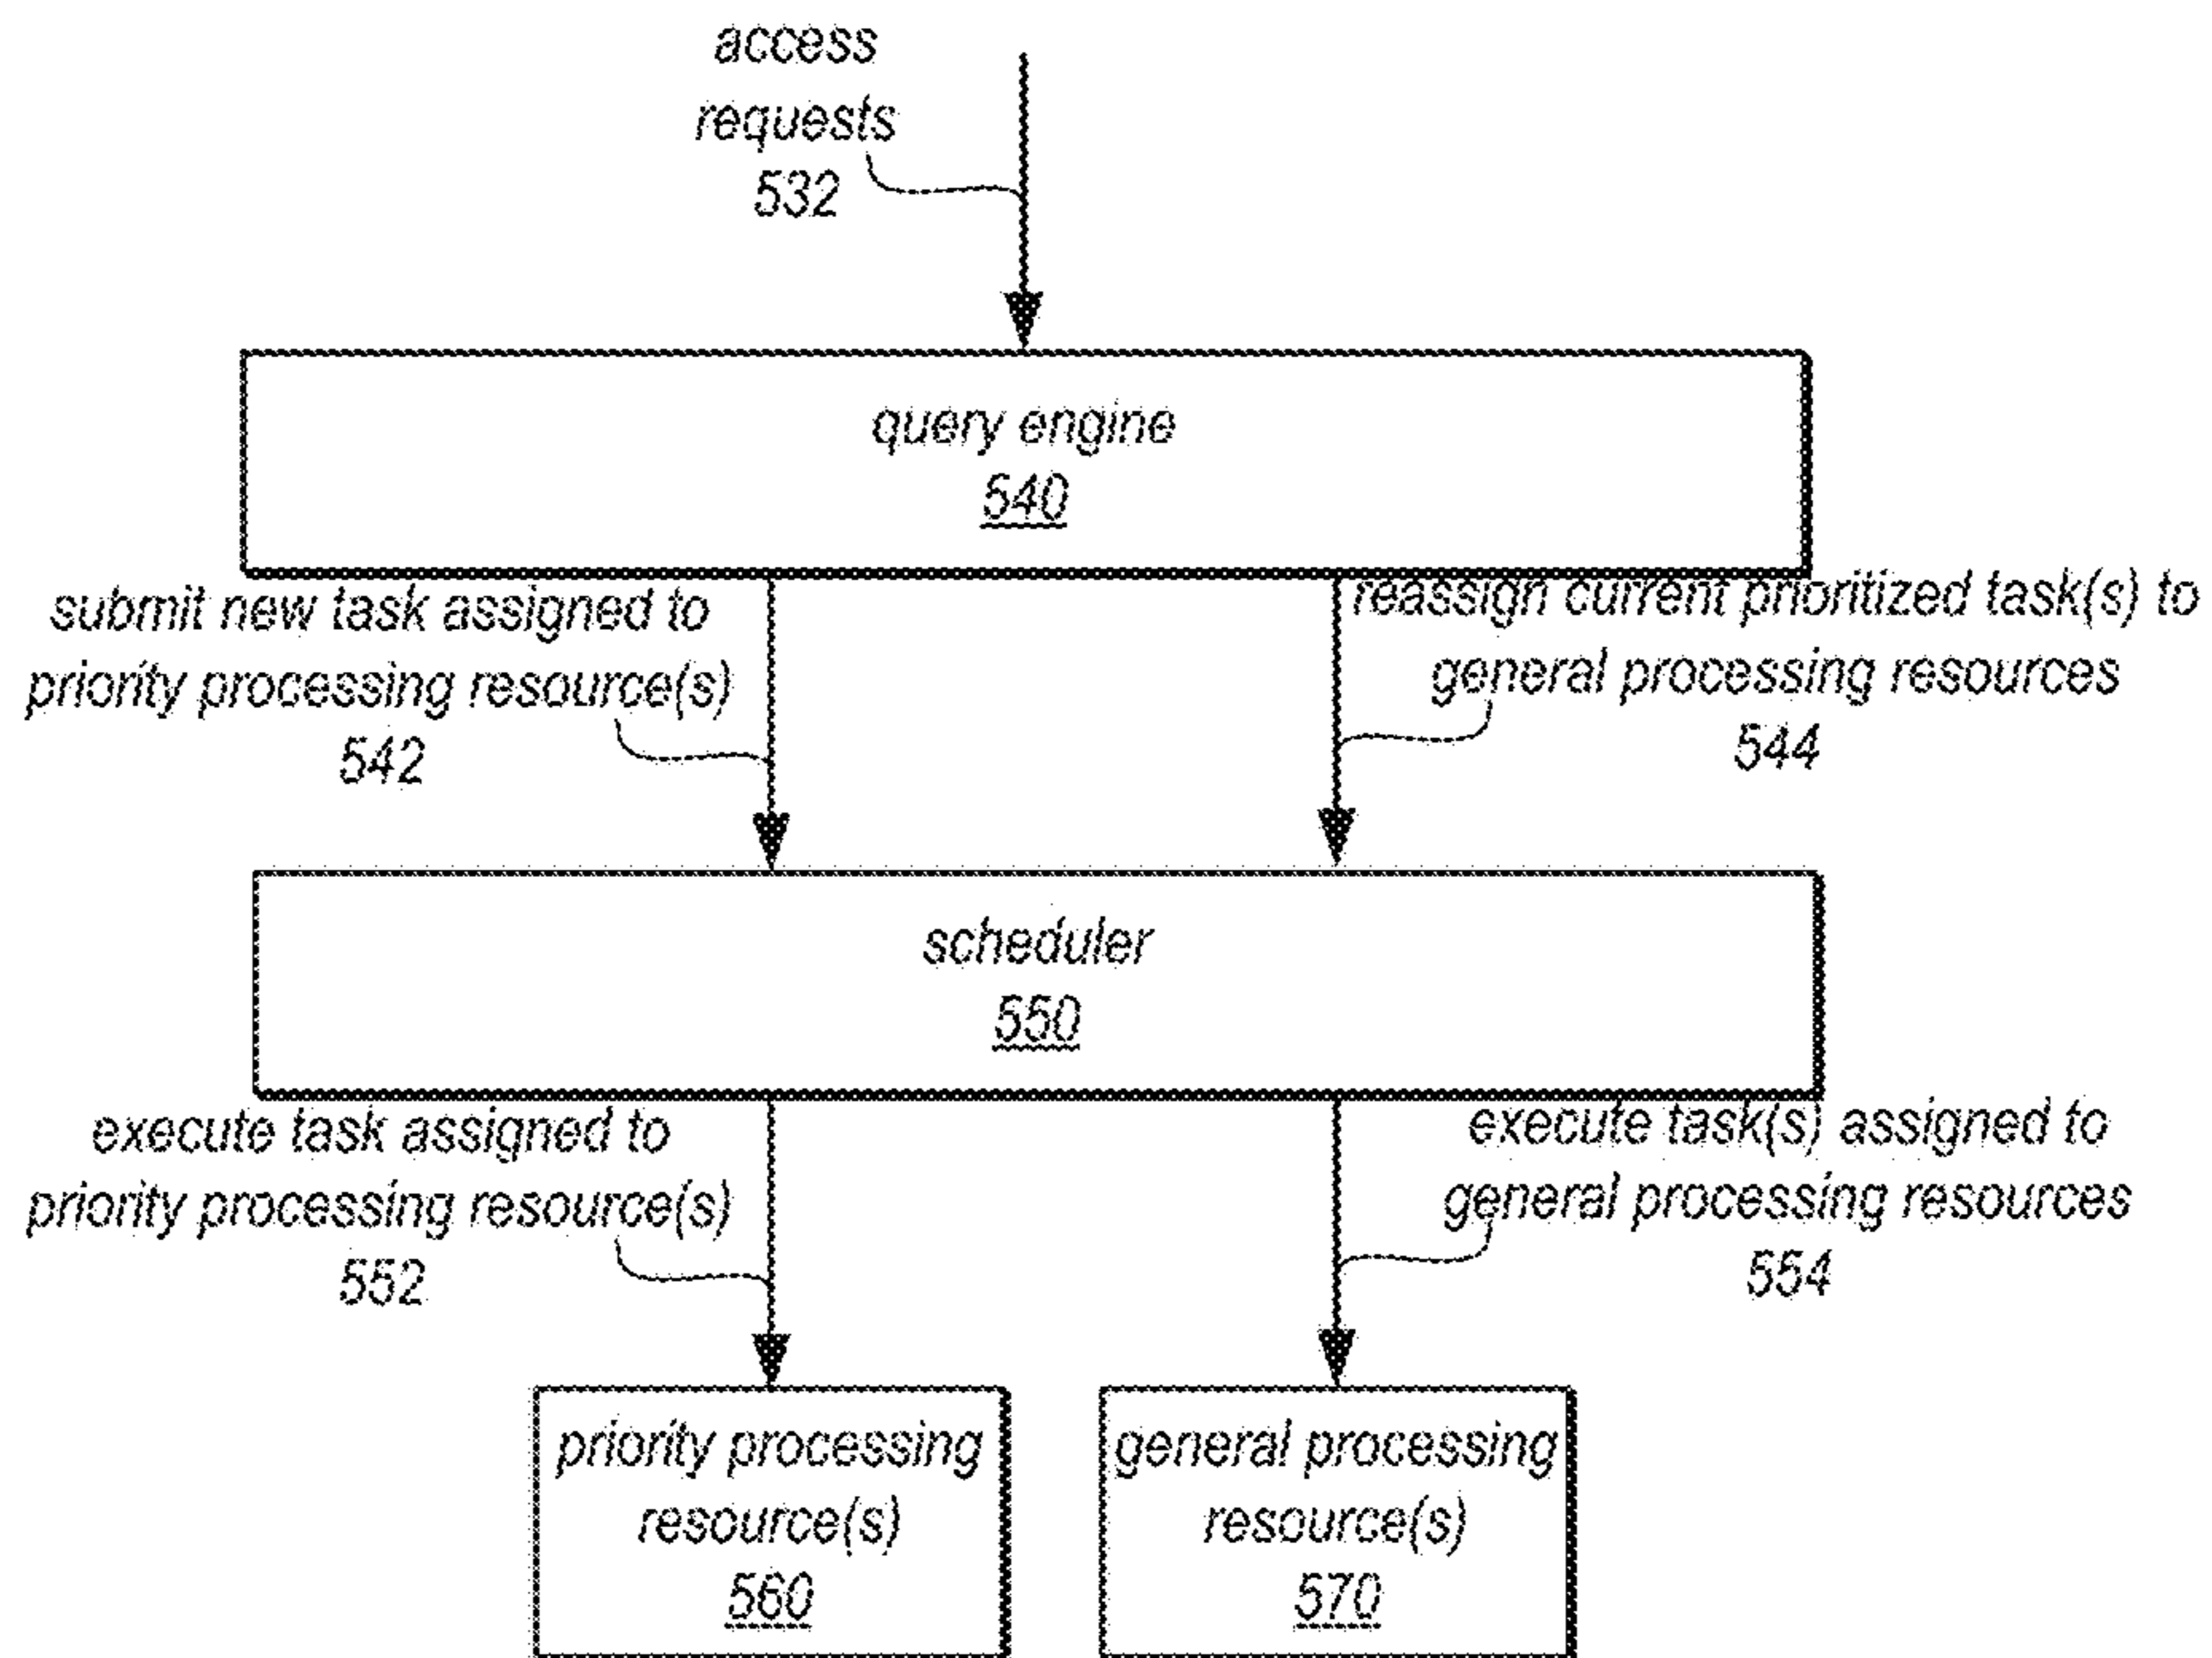 access
requests
532
query engine
540
submit new task assigned to
priority processing resource(s)
542
reassign current prioritized task(s) to
general processing resources
544
scheduler
550
execute task assigned to
priority processing resource(s)
552
execute task(s) assigned to
general processing resources
554
priority processing
resource(s)
560
general processing
resource(s)
570